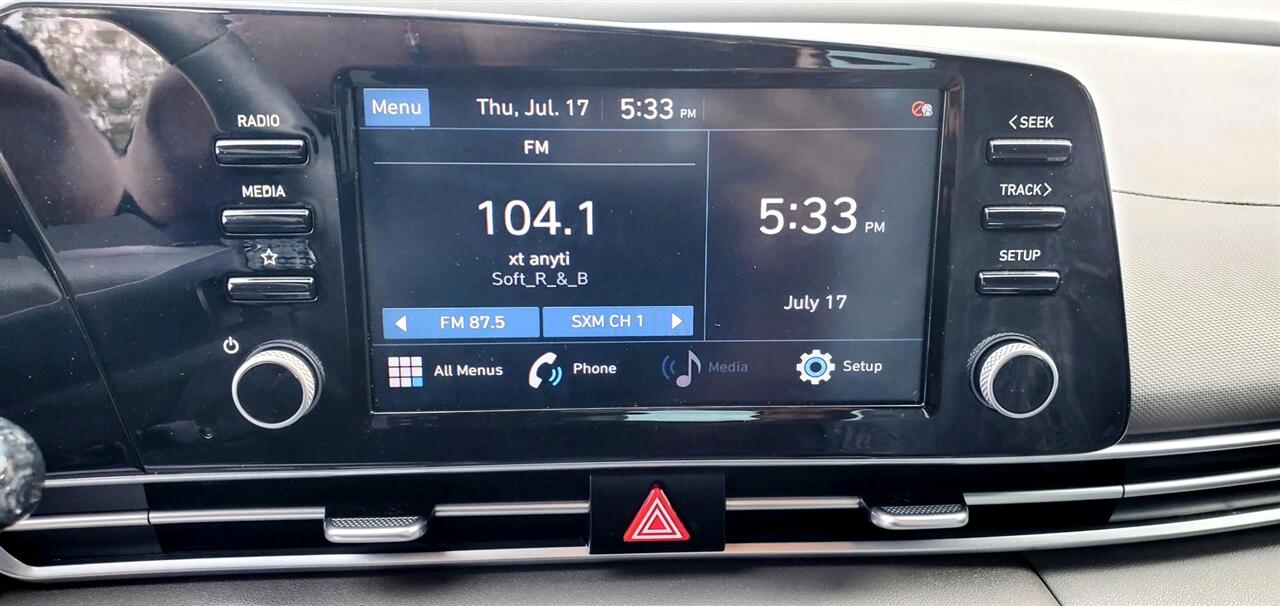 Menu Thu, Jul. 17 5:33 PM
RADIO
<SEEK
FM
MEDIA
TRACK>
104.1
5:33 PM
xt anyti
Soft_R_&_B
SETUP
July 17
FM 87.5 SXM CH 1
All Menus Phone Media Setup